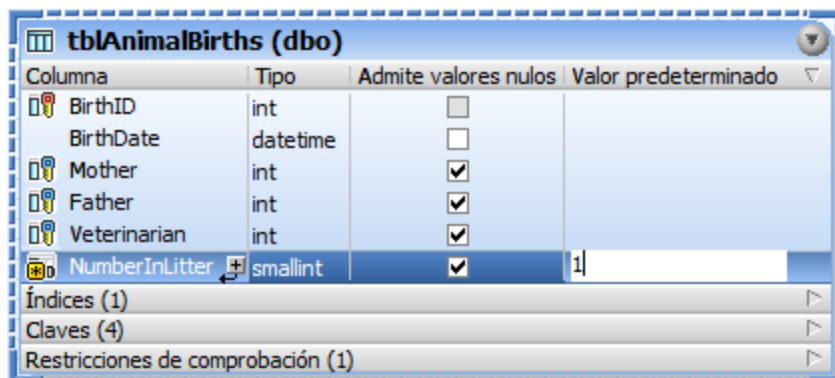 tblAnimalBirths (dbo)
Columna Tipo Admite valores nulos Valor predeterminado
BirthID int
BirthDate datetime
Mother int
Father int
Veterinarian int
NumberInLitter smallint 1
Índices (1)
Claves (4)
Restricciones de comprobación (1)